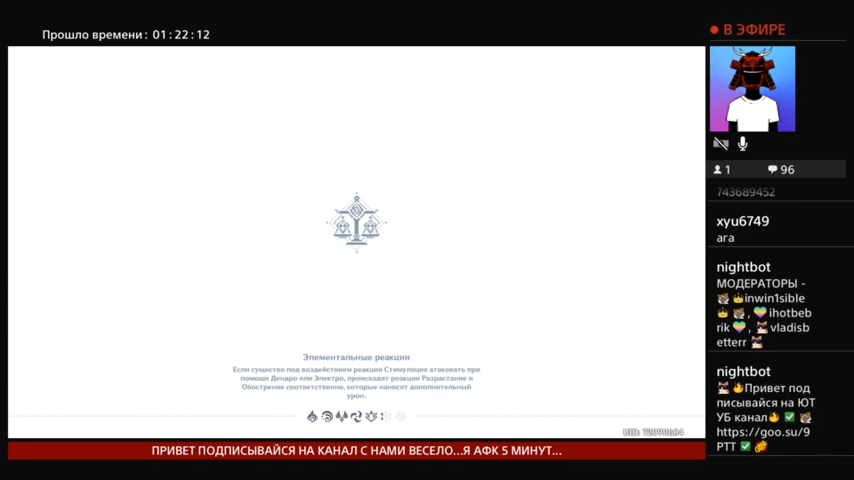 Прошло времени: 01:22:12
В ЭФИРЕ
1
96
743689452
xyu6749
ага
nightbot
МОДЕРАТОРЫ -
inwin1sible
, ihotbeb
rik , vladisb
etterr
nightbot
Привет под
писывайся на ЮТ
УБ канал
https://goo.su/9
PTT
Элементальные реакции
Если существо под воздействием реакции Стимуляция атаковать при
помощи Дендро или Электро, происходят реакции Разрастание и
Обострение соответственно, которые наносят дополнительный
урон.
ПРИВЕТ ПОДПИСЫВАЙСЯ НА КАНАЛ С НАМИ ВЕСЕЛО...Я АФК 5 МИНУТ...